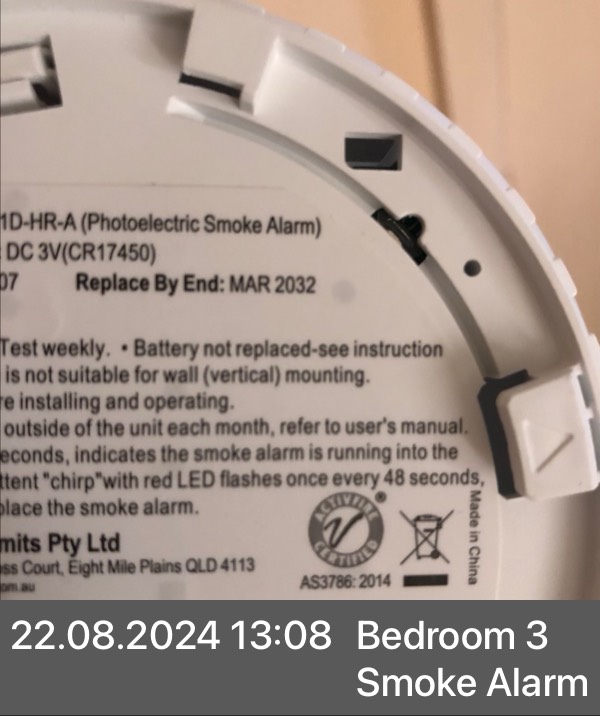 1D-HR-A (Photoelectric Smoke Alarm)
DC 3V(CR17450)
07 Replace By End: MAR 2032
Test weekly. • Battery not replaced-see instruction
is not suitable for wall (vertical) mounting.
re installing and operating.
outside of the unit each month, refer to user's manual.
econds, indicates the smoke alarm is running into the
ttent "chirp"with red LED flashes once every 48 seconds,
place the smoke alarm.
mits Pty Ltd
ss Court, Eight Mile Plains QLD 4113
om.au
ACTIVFIRE
®
CERTIFIED
AS3786: 2014
Made in China
22.08.2024 13:08 Bedroom 3
Smoke Alarm